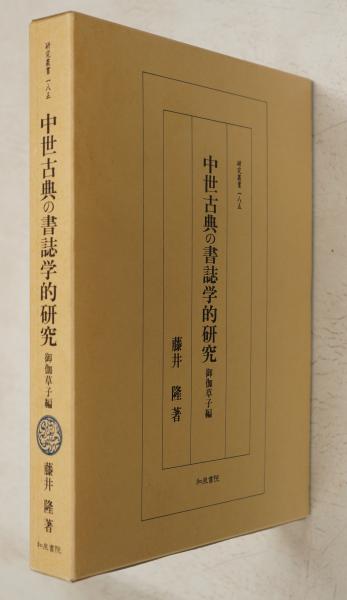 研究叢書 一八五
中世古典の書誌学的研究 御伽草子編
藤井 隆 著
和泉書院
研究叢書 一八五
中世古典の書誌学的研究 御伽草子編
藤井 隆 著
和泉書院